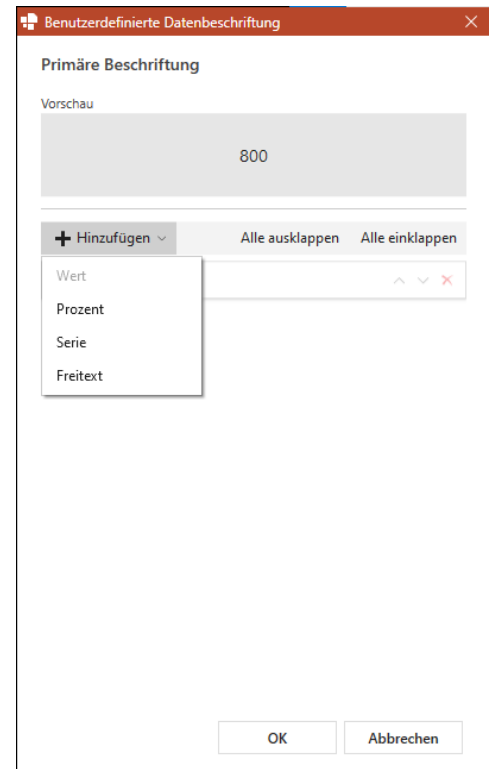 Benutzerdefinierte Datenbeschriftung
Primäre Beschriftung
Vorschau
800
Hinzufügen Alle ausklappen Alle einklappen
Wert
Prozent
Serie
Freitext
OK Abbrechen